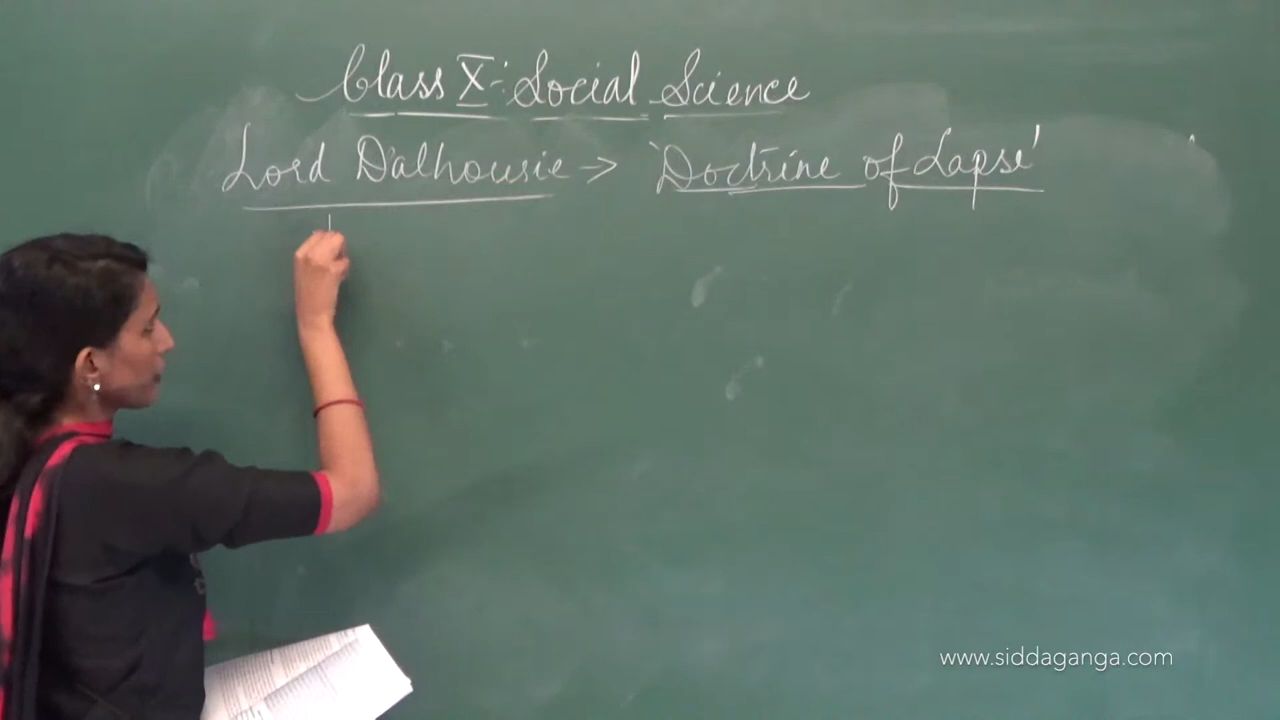 Class X: Social Science
Lord Dalhousie → 'Doctrine of Lapse'
www.siddaganga.com